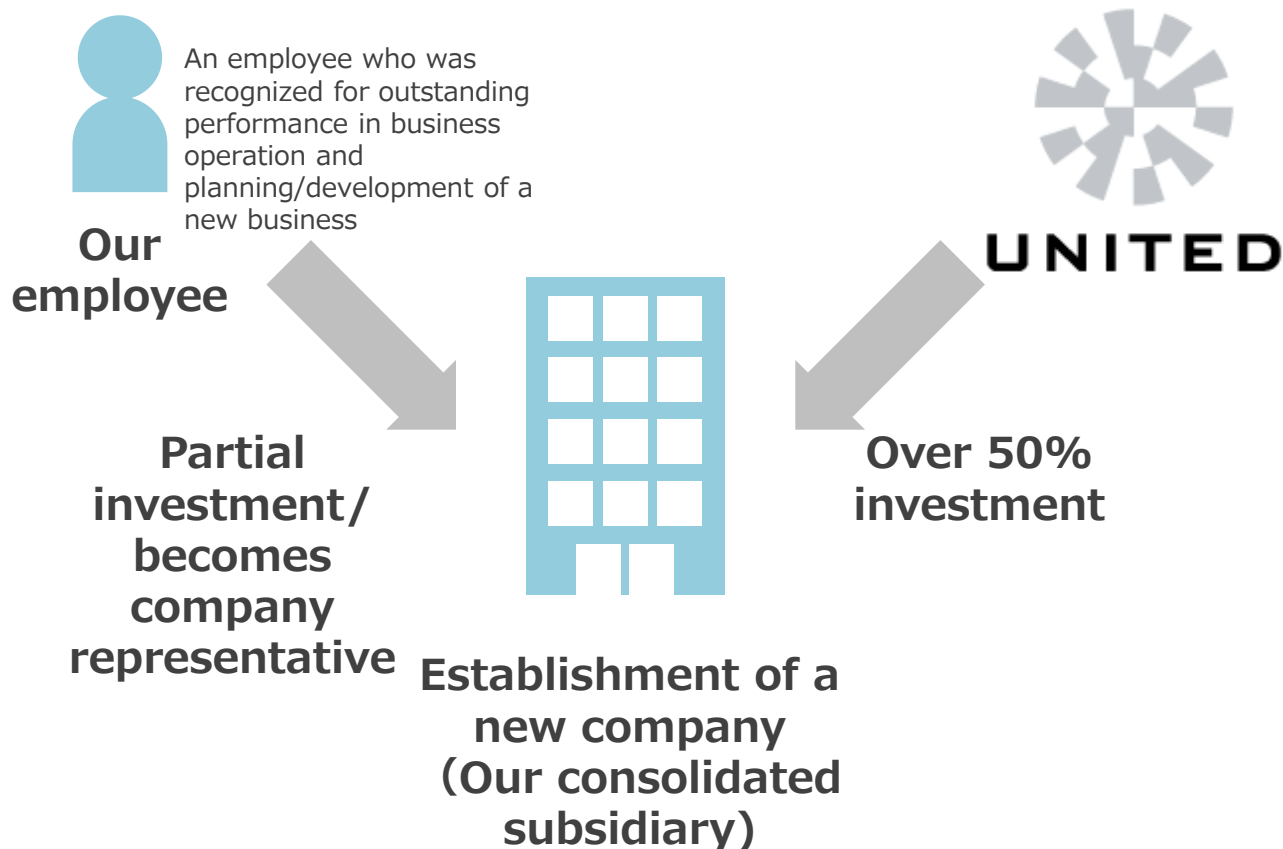 An employee who was
recognized for outstanding
performance in business
operation and
planning/development of a
new business
Our
employee
UNITED
Partial
investment/
becomes
company
representative
Over 50%
investment
Establishment of a
new company
（Our consolidated
subsidiary）